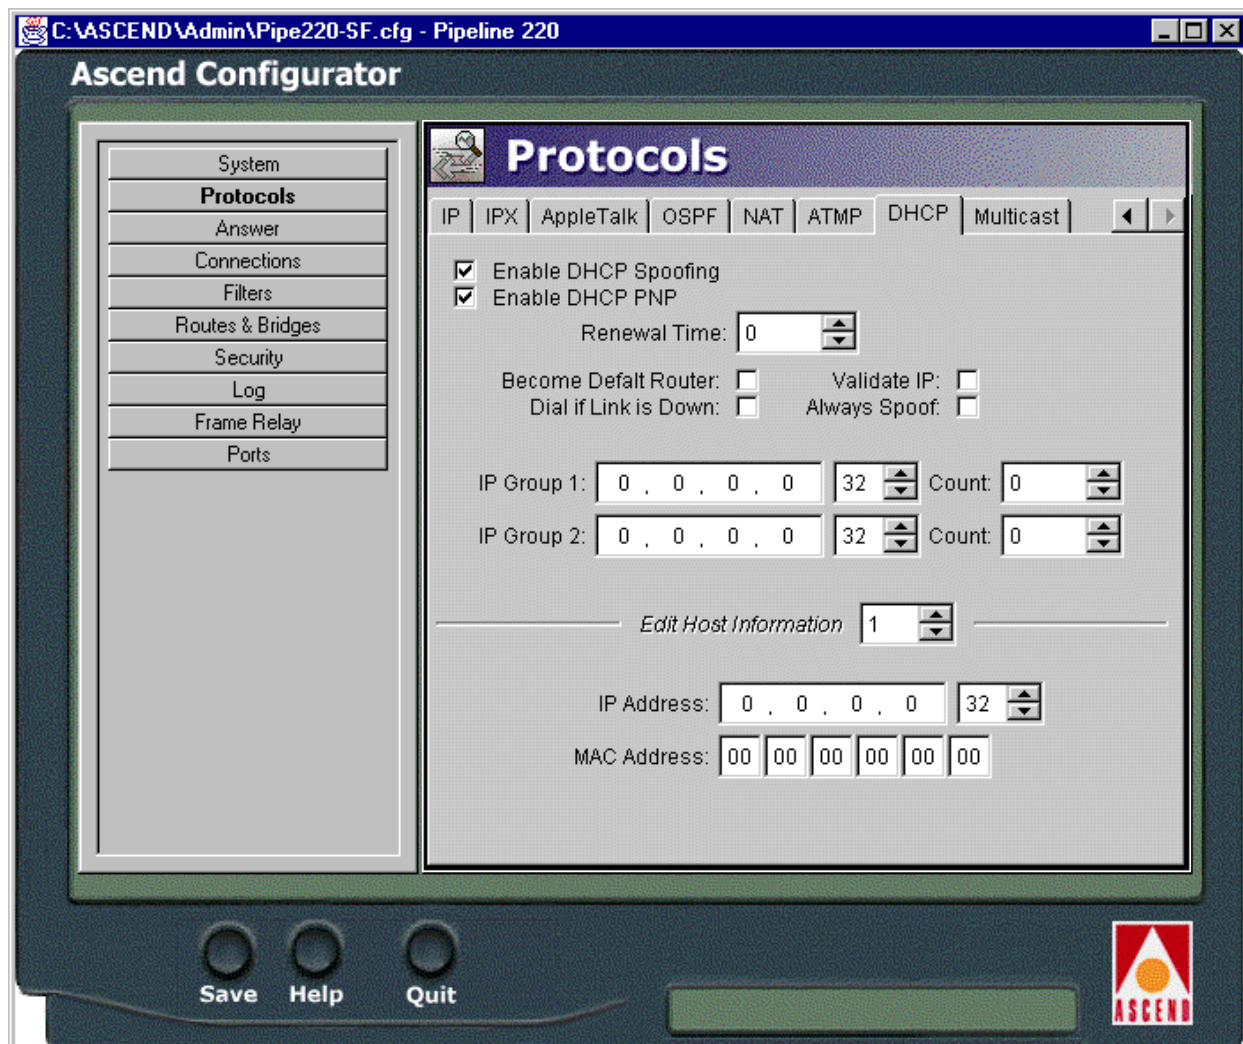 C:\ASCEND\Admin\Pipe220-SF.cfg - Pipeline 220
Ascend Configurator
System
Protocols
Answer
Connections
Filters
Routes & Bridges
Security
Log
Frame Relay
Ports
Protocols
IP IPX AppleTalk OSPF NAT ATMP DHCP Multicast
Enable DHCP Spoofing
Enable DHCP PNP
Renewal Time: 0
Become Defalt Router: Validate IP:
Dial if Link is Down: Always Spoof:
IP Group 1: 0 . 0 . 0 . 0 32 Count: 0
IP Group 2: 0 . 0 . 0 . 0 32 Count: 0
Edit Host Information 1
IP Address: 0 . 0 . 0 . 0 32
MAC Address: 00 00 00 00 00 00
Save Help Quit
ASCEND